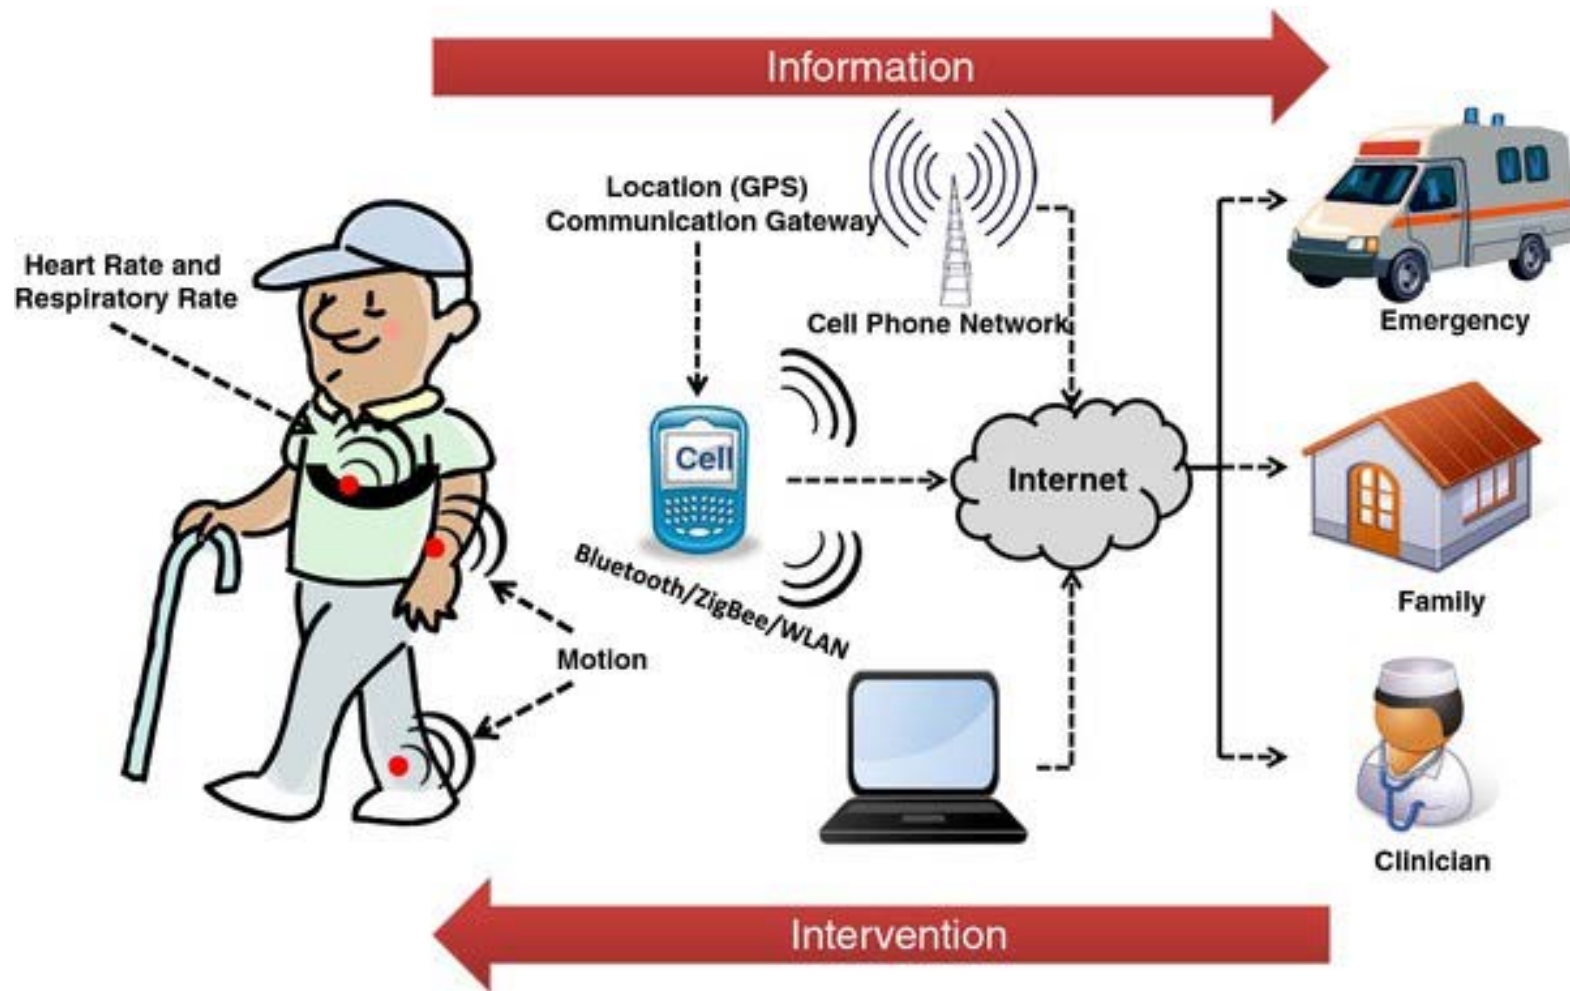 Information
Location (GPS)
Communication Gateway
Heart Rate and
Respiratory Rate
Cell Phone Network
Emergency
Cell
Internet
Bluetooth/ZigBee/WLAN
Family
Motion
Clinician
Intervention